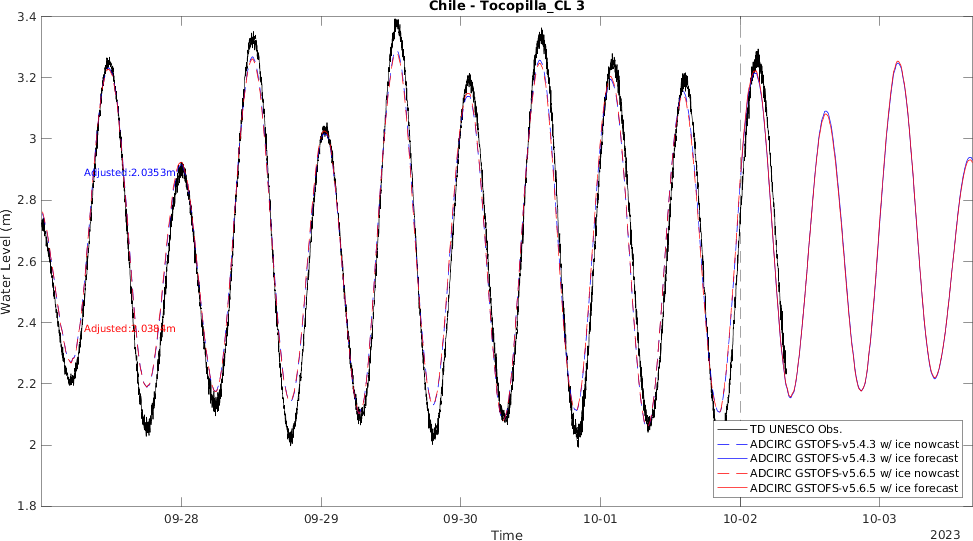 Chile - Tocopilla_CL 3
3.4
3.2
3
2.8
2.6
2.4
2.2
2
1.8
Water Level (m)
Adjusted:2.0353m
Adjusted:2.0384m
TD UNESCO Obs.
ADCIRC GSTOFS-v5.4.3 w/ ice nowcast
ADCIRC GSTOFS-v5.4.3 w/ ice forecast
ADCIRC GSTOFS-v5.6.5 w/ ice nowcast
ADCIRC GSTOFS-v5.6.5 w/ ice forecast
09-28
09-29
09-30
10-01
10-02
10-03
Time
2023